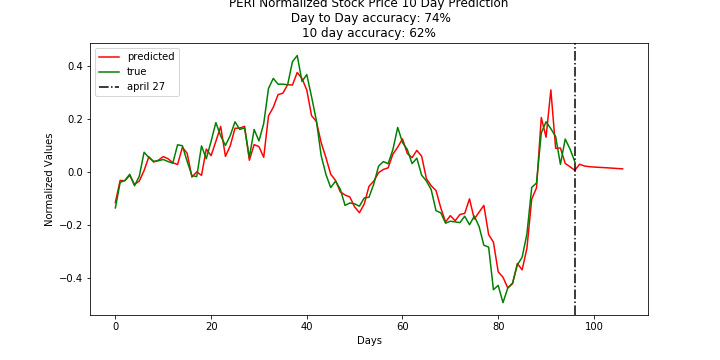 PERI Normalized Stock Price 10 Day Prediction
Day to Day accuracy: 74%
10 day accuracy: 62%
predicted
true
april 27
Normalized Values
0.4
0.2
0.0
−0.2
−0.4
0 20 40 60 80 100
Days